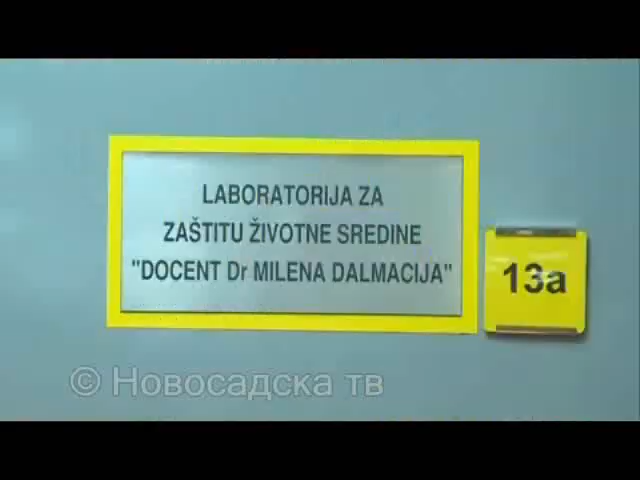 LABORATORIJA ZA
ZAŠTITU ŽIVOTNE SREDINE
"DOCENT Dr MILENA DALMACIJA"
13a
© Новосадска тв